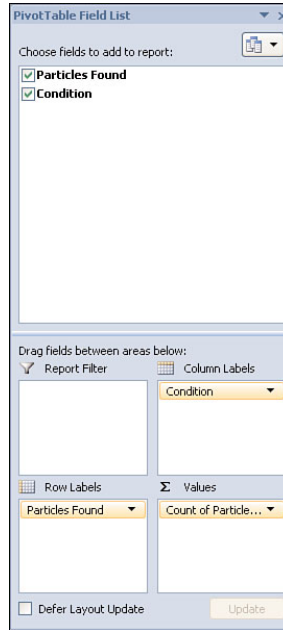 PivotTable Field List
Choose fields to add to report:
Particles Found
Condition
Drag fields between areas below:
Report Filter
Column Labels
Condition
Row Labels
Σ Values
Particles Found
Count of Particle...
Defer Layout Update
Update